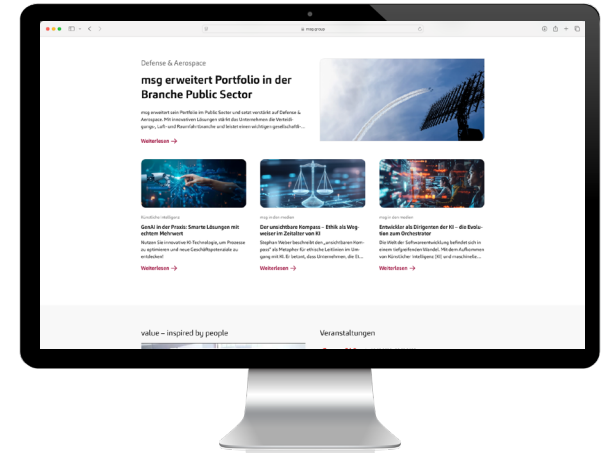 msg.group
Defense & Aerospace
msg erweitert Portfolio in der
Branche Public Sector
msg erweitert sein Portfolio im Public Sector und setzt verstärkt auf Defense &
Aerospace. Mit innovativen Lösungen stärkt das Unternehmen die Verteidi-
gungs-, Luft- und Raumfahrtbranche und leistet einen wichtigen gesellschaftli-...
Weiterlesen →
Künstliche Intelligenz
GenAI in der Praxis: Smarte Lösungen mit
echtem Mehrwert
Nutzen Sie innovative KI-Technologie, um Prozesse
zu optimieren und neue Geschäftspotenziale zu
entdecken!
Weiterlesen →
msg in den medien
Der unsichtbare Kompass – Ethik als Weg-
weiser im Zeitalter von KI
Stephan Weber beschreibt den „unsichtbaren Kom-
pass" als Metapher für ethische Leitlinien im Um-
gang mit KI. Er betont, dass Unternehmen, die Et...
Weiterlesen →
msg in den medien
Entwickler als Dirigenten der KI – die Evolu-
tion zum Orchestrator
Die Welt der Softwareentwicklung befindet sich in
einem tiefgreifenden Wandel. Mit dem Aufkommen
von Künstlicher Intelligenz (KI) und maschinelle...
Weiterlesen →
value – inspired by people
Veranstaltungen